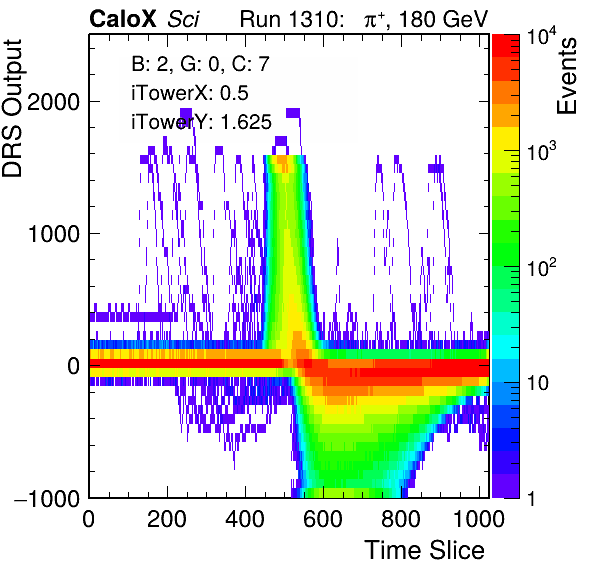 CaloX Sci Run 1310: π⁺, 180 GeV
B: 2, G: 0, C: 7
iTowerX: 0.5
iTowerY: 1.625
DRS Output
2000
1000
0
−1000
0 200 400 600 800 1000
Time Slice
10⁴
10³
10²
10
1
Events